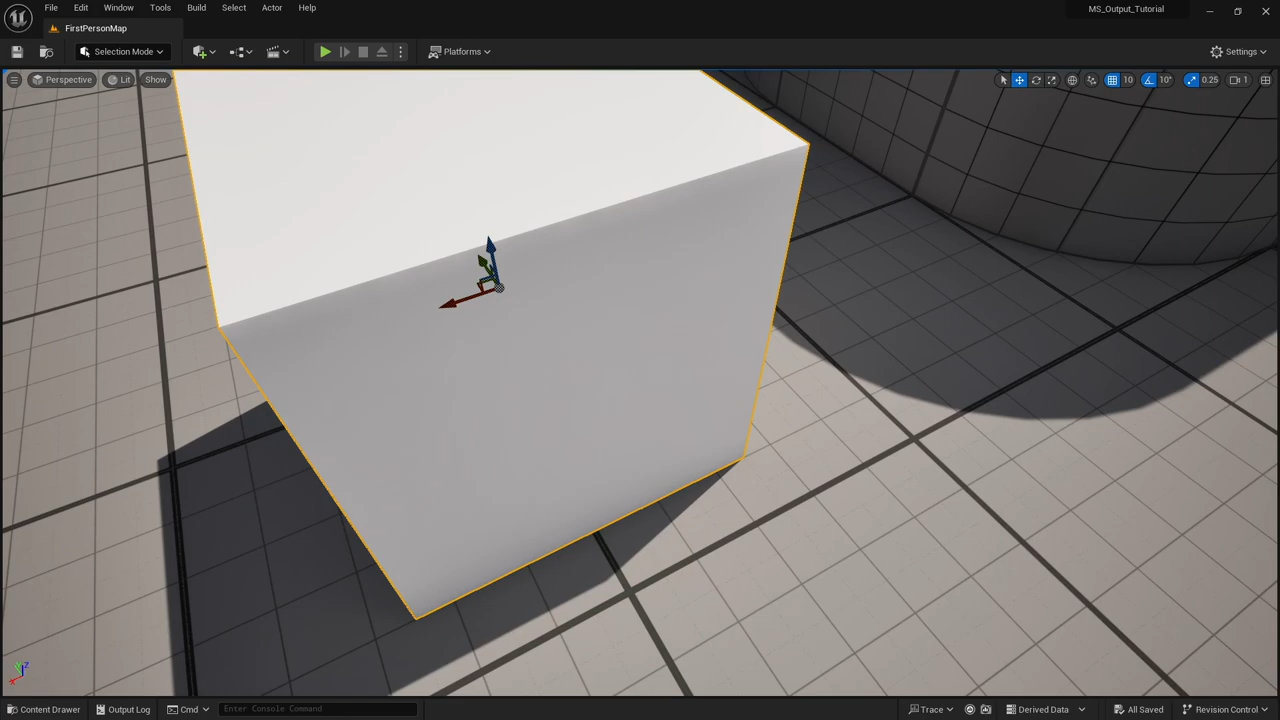 File Edit Window Tools Build Select Actor Help
MS_Output_Tutorial
FirstPersonMap
Selection Mode
Platforms
Settings
Perspective Lit Show
10 10° 0.25 1
Z
X
Content Drawer Output Log Cmd Enter Console Command Trace Derived Data All Saved Revision Control